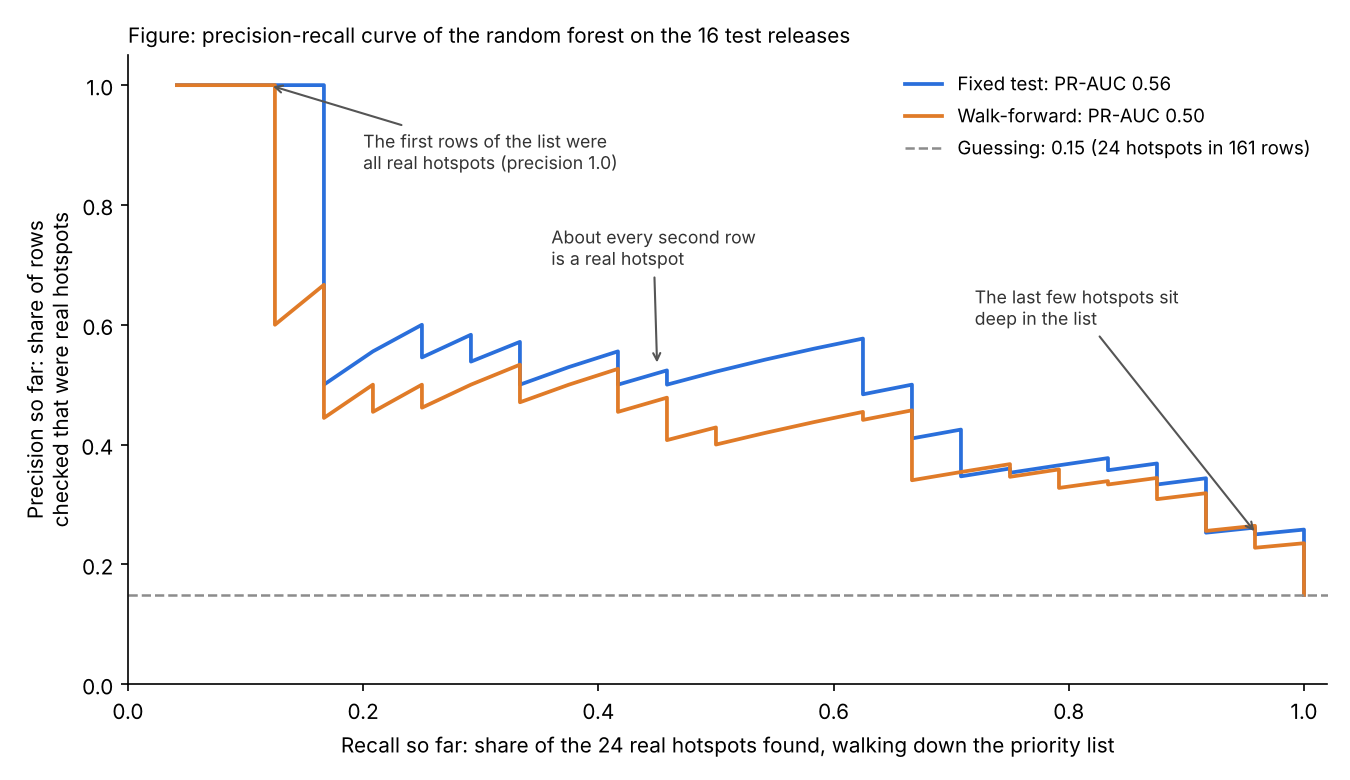 Figure: precision-recall curve of the random forest on the 16 test releases
Fixed test: PR-AUC 0.56
Walk-forward: PR-AUC 0.50
Guessing: 0.15 (24 hotspots in 161 rows)
The first rows of the list were
all real hotspots (precision 1.0)
About every second row
is a real hotspot
The last few hotspots sit
deep in the list
Precision so far: share of rows
checked that were real hotspots
1.0
0.8
0.6
0.4
0.2
0.0
0.0 0.2 0.4 0.6 0.8 1.0
Recall so far: share of the 24 real hotspots found, walking down the priority list